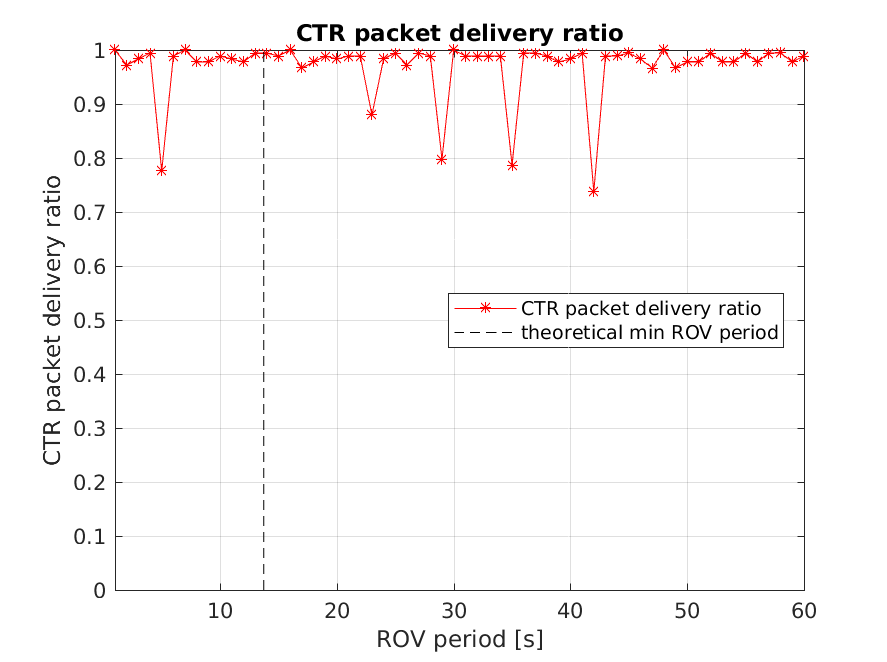 CTR packet delivery ratio
1
0.9
0.8
0.7
0.6
0.5
0.4
0.3
0.2
0.1
0
CTR packet delivery ratio
CTR packet delivery ratio
theoretical min ROV period
10 20 30 40 50 60
ROV period [s]